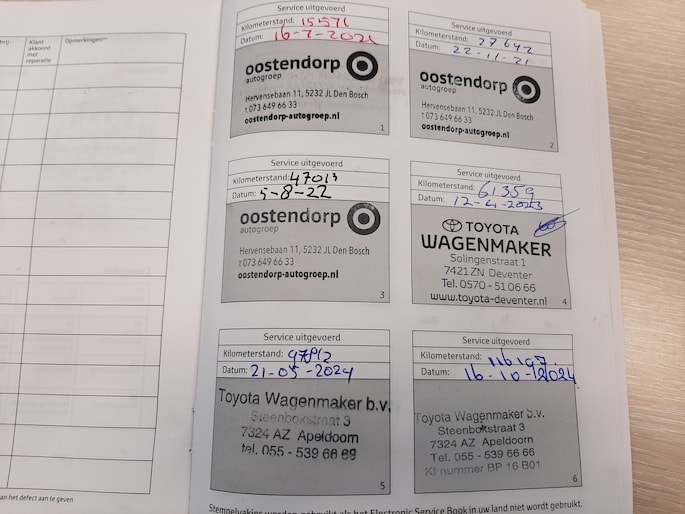 rij-
Klant
akkoord
met
reparatie
Opmerkingen
an het defect aan te geven
Service uitgevoerd
Kilometerstand: 15571
Datum: 16-7-2021
oostendorp
autogroep
Hervensebaan 11, 5232 JL Den Bosch
t 073 649 66 33
oostendorp-autogroep.nl
1
Service uitgevoerd
Kilometerstand: 27642
Datum: 22-11-21
oostendorp
autogroep
Hervensebaan 11, 5232 JL Den Bosch
t 073 649 66 33
oostendorp-autogroep.nl
2
Service uitgevoerd
Kilometerstand: 47013
Datum: 5-8-22
oostendorp
autogroep
Hervensebaan 11, 5232 JL Den Bosch
t 073 649 66 33
oostendorp-autogroep.nl
3
Service uitgevoerd
Kilometerstand: 61359
Datum: 12-4-2023
TOYOTA
WAGENMAKER
Solingenstraat 1
7421 ZN Deventer
Tel. 0570 - 51 06 66
www.toyota-deventer.nl
4
Service uitgevoerd
Kilometerstand:
Datum: 21-05-2024
Toyota Wagenmaker b.v.
Steenbokstraat 3
7324 AZ Apeldoorn
tel. 055 - 539 66 66
5
Service uitgevoerd
Kilometerstand: 116197.
Datum: 16-10-2024
Toyota Wagenmaker b.v.
Steenbokstraat 3
7324 AZ Apeldoorn
Tel. 055 - 539 66 66
KI nummer BP 16 B01
6
Stempelvakjes worden gebruikt als het Electronic Service Book in uw land niet wordt gebruikt.